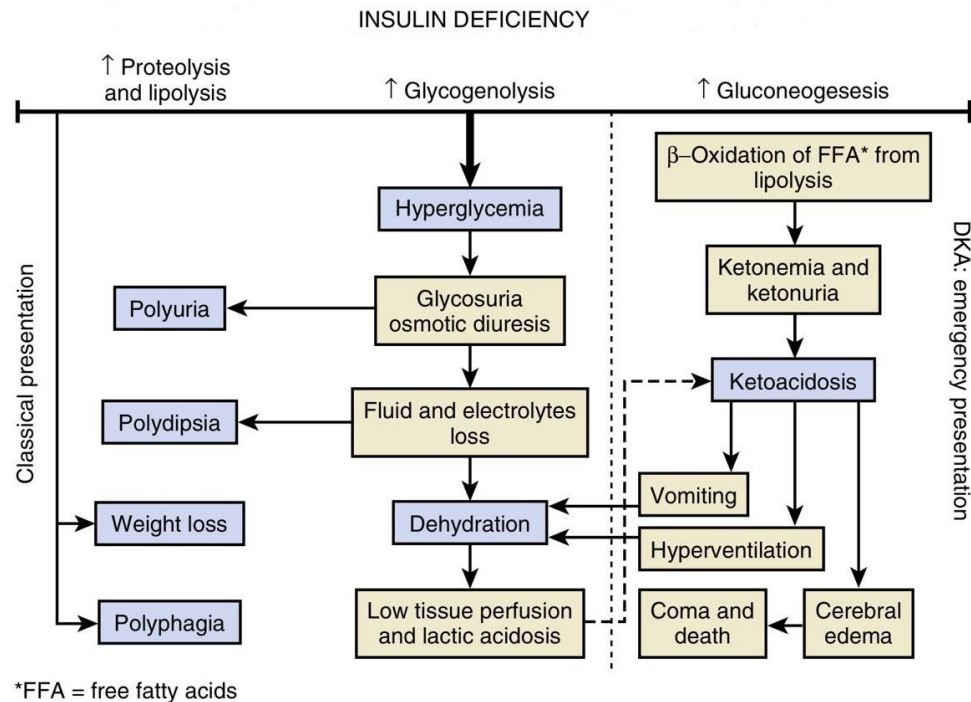 INSULIN DEFICIENCY
↑ Proteolysis
and lipolysis
↑ Glycogenolysis
↑ Gluconeogesesis
β–Oxidation of FFA* from
lipolysis
Hyperglycemia
Ketonemia and
ketonuria
Glycosuria
osmotic diuresis
Polyuria
Ketoacidosis
Fluid and electrolytes
loss
Polydipsia
Vomiting
Dehydration
Weight loss
Hyperventilation
Low tissue perfusion
and lactic acidosis
Coma and
death
Cerebral
edema
Polyphagia
Classical presentation
DKA: emergency presentation
*FFA = free fatty acids